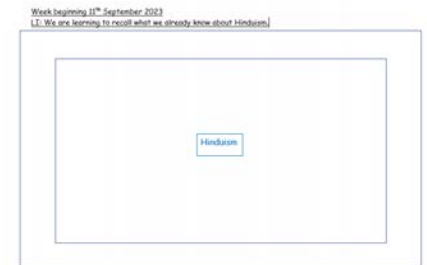 Week beginning 11th September 2023
LI: We are learning to recall what we already know about Hinduism.
Hinduism